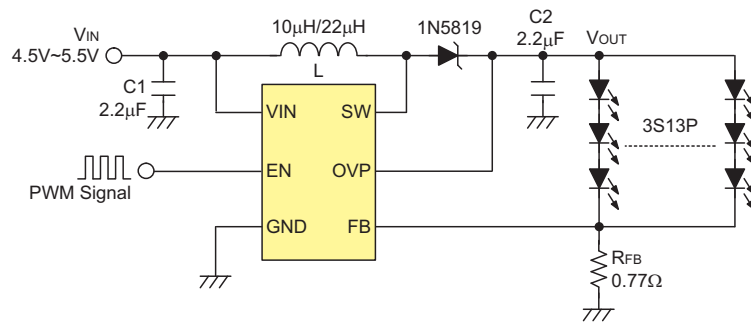 VIN
4.5V~5.5V
10μH/22μH
L
1N5819
C2
2.2μF
VOUT
C1
2.2μF
VIN
SW
EN
OVP
GND
FB
PWM Signal
3S13P
RFB
0.77Ω